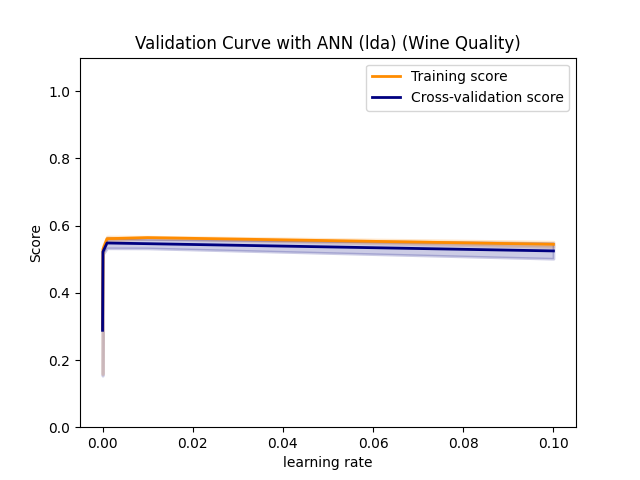 Validation Curve with ANN (lda) (Wine Quality)
Training score
Cross-validation score
Score
1.0
0.8
0.6
0.4
0.2
0.0
0.00 0.02 0.04 0.06 0.08 0.10
learning rate